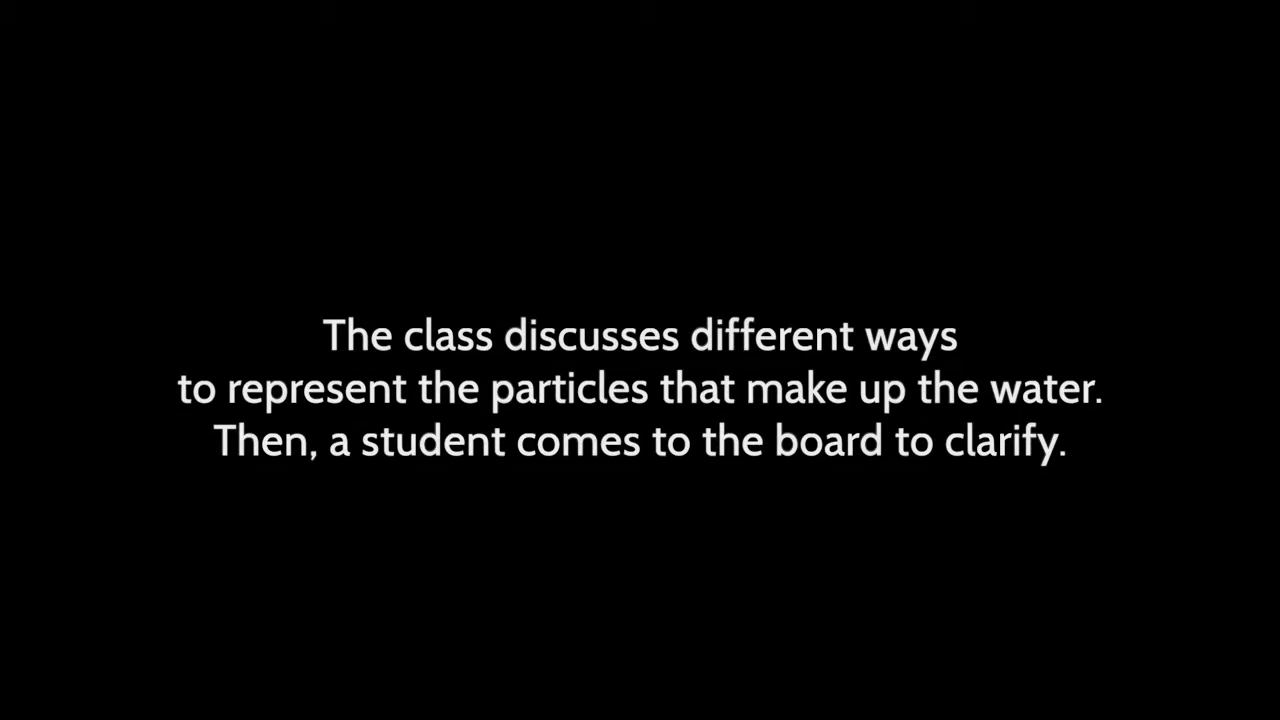 The class discusses different ways
to represent the particles that make up the water.
Then, a student comes to the board to clarify.